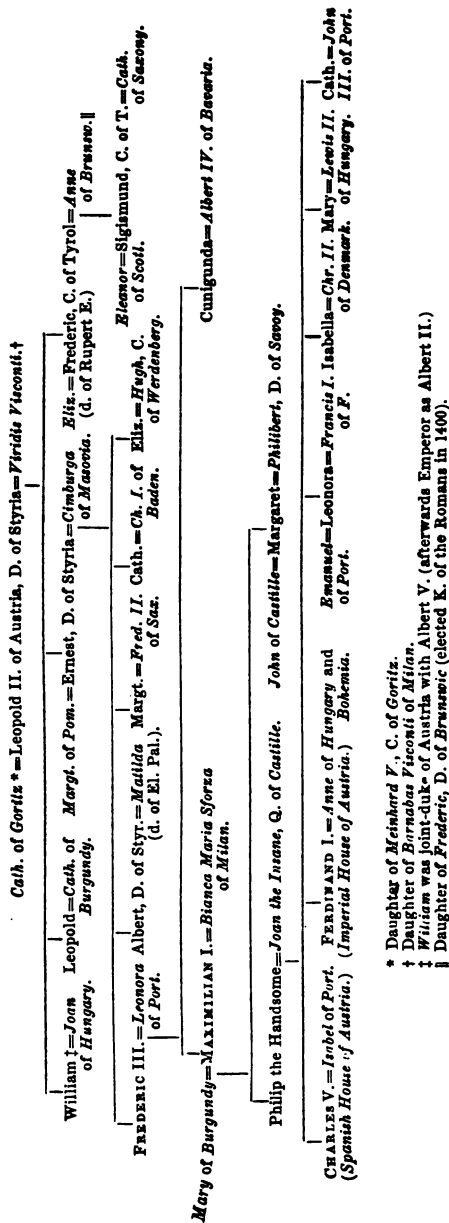 Cath. of Goritz *=Leopold II. of Austria, D. of Styria=Viridis Visconti.†
William ‡=Joan Leopold=Cath. of Margt. of Pom.=Ernest, D. of Styria=Cimburga Eliz.=Frederic, C. of Tyrol=Anne
of Hungary. Burgundy. of Masovia. (d. of Rupert E.) of Brunsw.||
FREDERIC III.=Leonora Albert, D. of Styr.=Matilda Margt.=Fred. II. Cath.=Ch. I. of Eliz.=Hugh, C. Eleanor=Sigismund, C. of T.=Cath.
of Port. (d. of El. Pal.). of Sax. Baden. of Werdenberg. of Scotl. of Saxony.
Mary of Burgundy=MAXIMILIAN I.=Bianca Maria Sforza Cunigunda=Albert IV. of Bavaria.
of Milan.
Philip the Handsome=Joan the Insane, Q. of Castille. John of Castille=Margaret=Philibert, D. of Savoy.
CHARLES V.=Isabel of Port. FERDINAND I.=Anne of Hungary and Emanuel=Leonora=Francis I. Isabella=Chr. II. Mary=Lewis II. Cath.=John
(Spanish House of Austria.) (Imperial House of Austria.) Bohemia. of Port. of F. of Denmark. of Hungary. III. of Port.
* Daughter of Meinhard V., C. of Goritz.
† Daughter of Barnabas Visconti of Milan.
‡ William was joint-duke of Austria with Albert V. (afterwards Emperor as Albert II.)
|| Daughter of Frederic, D. of Brunswic (elected K. of the Romans in 1400).